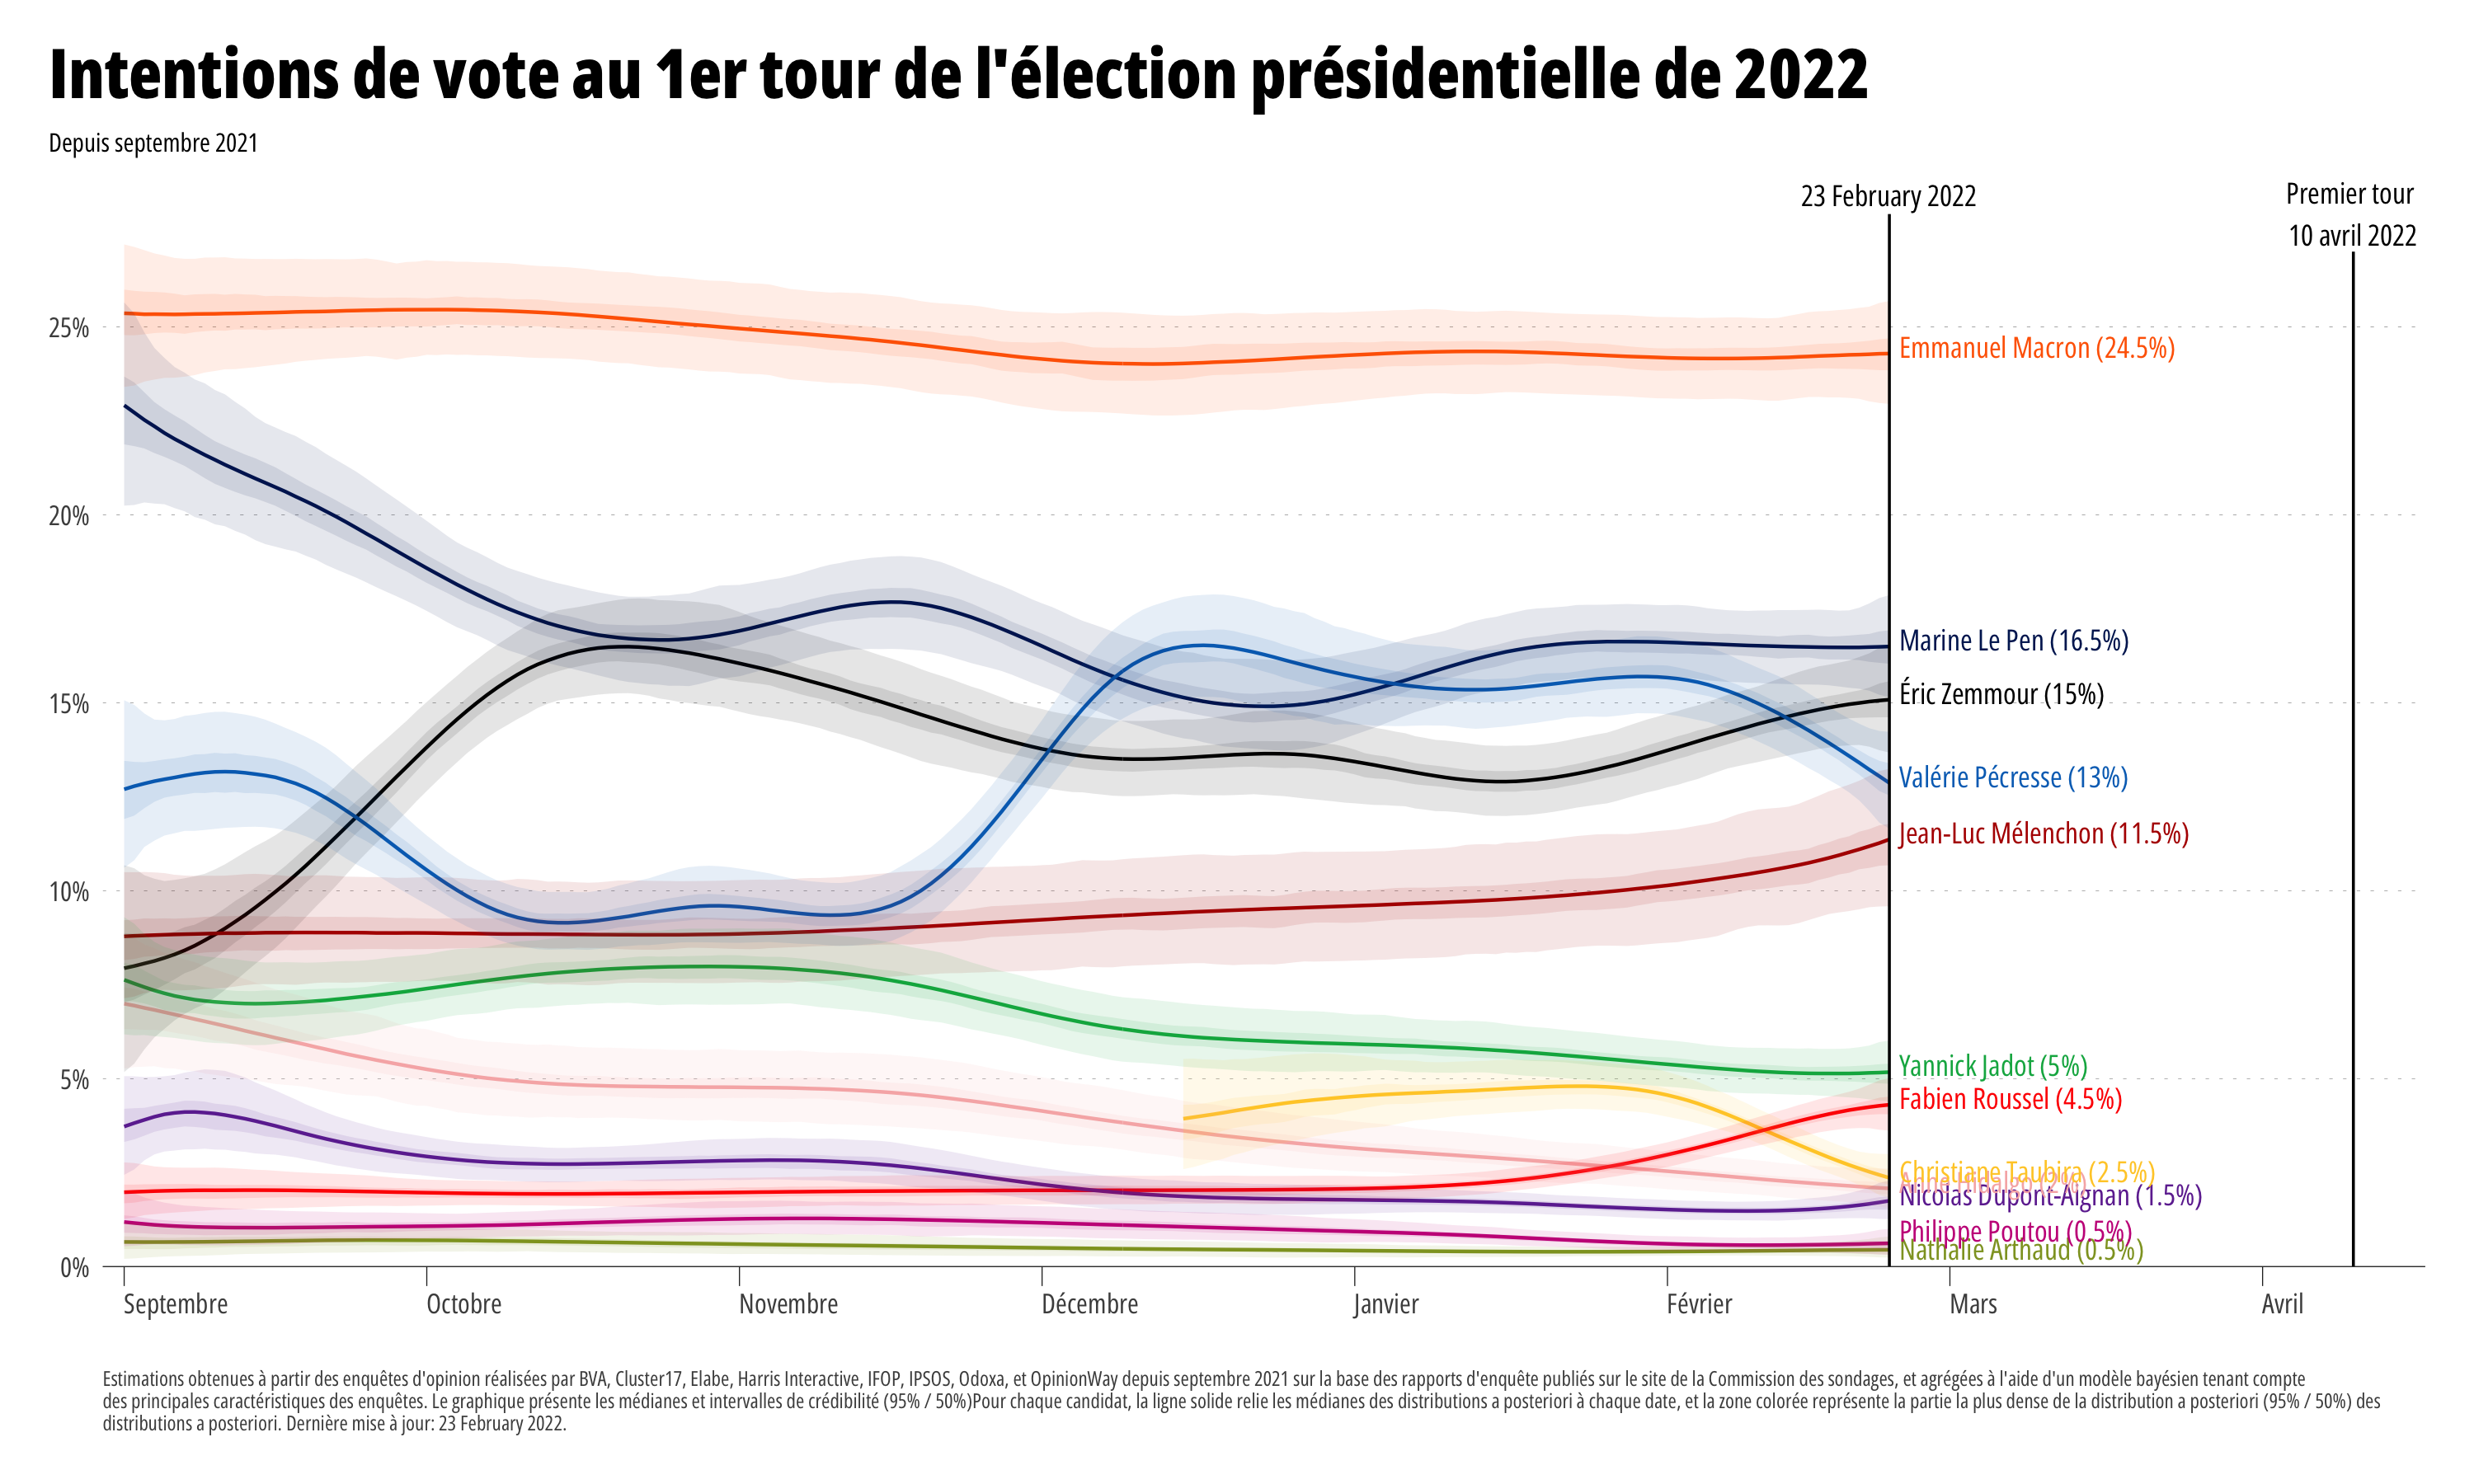 Intentions de vote au 1er tour de l'élection présidentielle de 2022
Depuis septembre 2021
23 February 2022
Premier tour
10 avril 2022
25%
20%
15%
10%
5%
0%
Emmanuel Macron (24.5%)
Marine Le Pen (16.5%)
Éric Zemmour (15%)
Valérie Pécresse (13%)
Jean-Luc Mélenchon (11.5%)
Yannick Jadot (5%)
Fabien Roussel (4.5%)
Christiane Taubira (2.5%)
Anne Hidalgo (2%)
Nicolas Dupont-Aignan (1.5%)
Philippe Poutou (0.5%)
Nathalie Arthaud (0.5%)
Septembre
Octobre
Novembre
Décembre
Janvier
Février
Mars
Avril
Estimations obtenues à partir des enquêtes d'opinion réalisées par BVA, Cluster17, Elabe, Harris Interactive, IFOP, IPSOS, Odoxa, et OpinionWay depuis septembre 2021 sur la base des rapports d'enquête publiés sur le site de la Commission des sondages, et agrégées à l'aide d'un modèle bayésien tenant compte
des principales caractéristiques des enquêtes. Le graphique présente les médianes et intervalles de crédibilité (95% / 50%)Pour chaque candidat, la ligne solide relie les médianes des distributions a posteriori à chaque date, et la zone colorée représente la partie la plus dense de la distribution a posteriori (95% / 50%) des
distributions a posteriori. Dernière mise à jour: 23 February 2022.